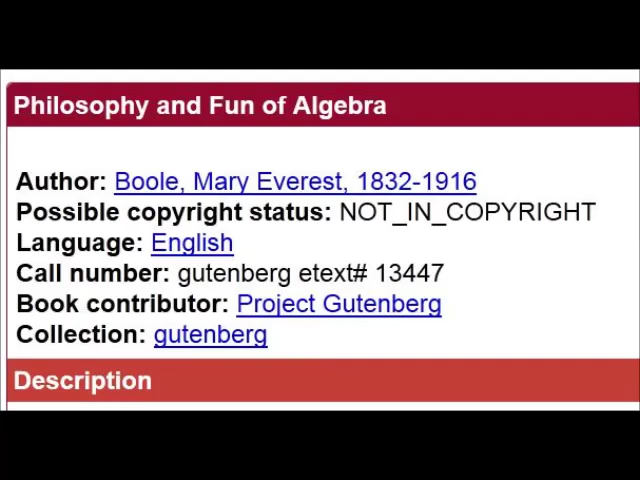 Philosophy and Fun of Algebra
Author: Boole, Mary Everest, 1832-1916
Possible copyright status: NOT_IN_COPYRIGHT
Language: English
Call number: gutenberg etext# 13447
Book contributor: Project Gutenberg
Collection: gutenberg
Description